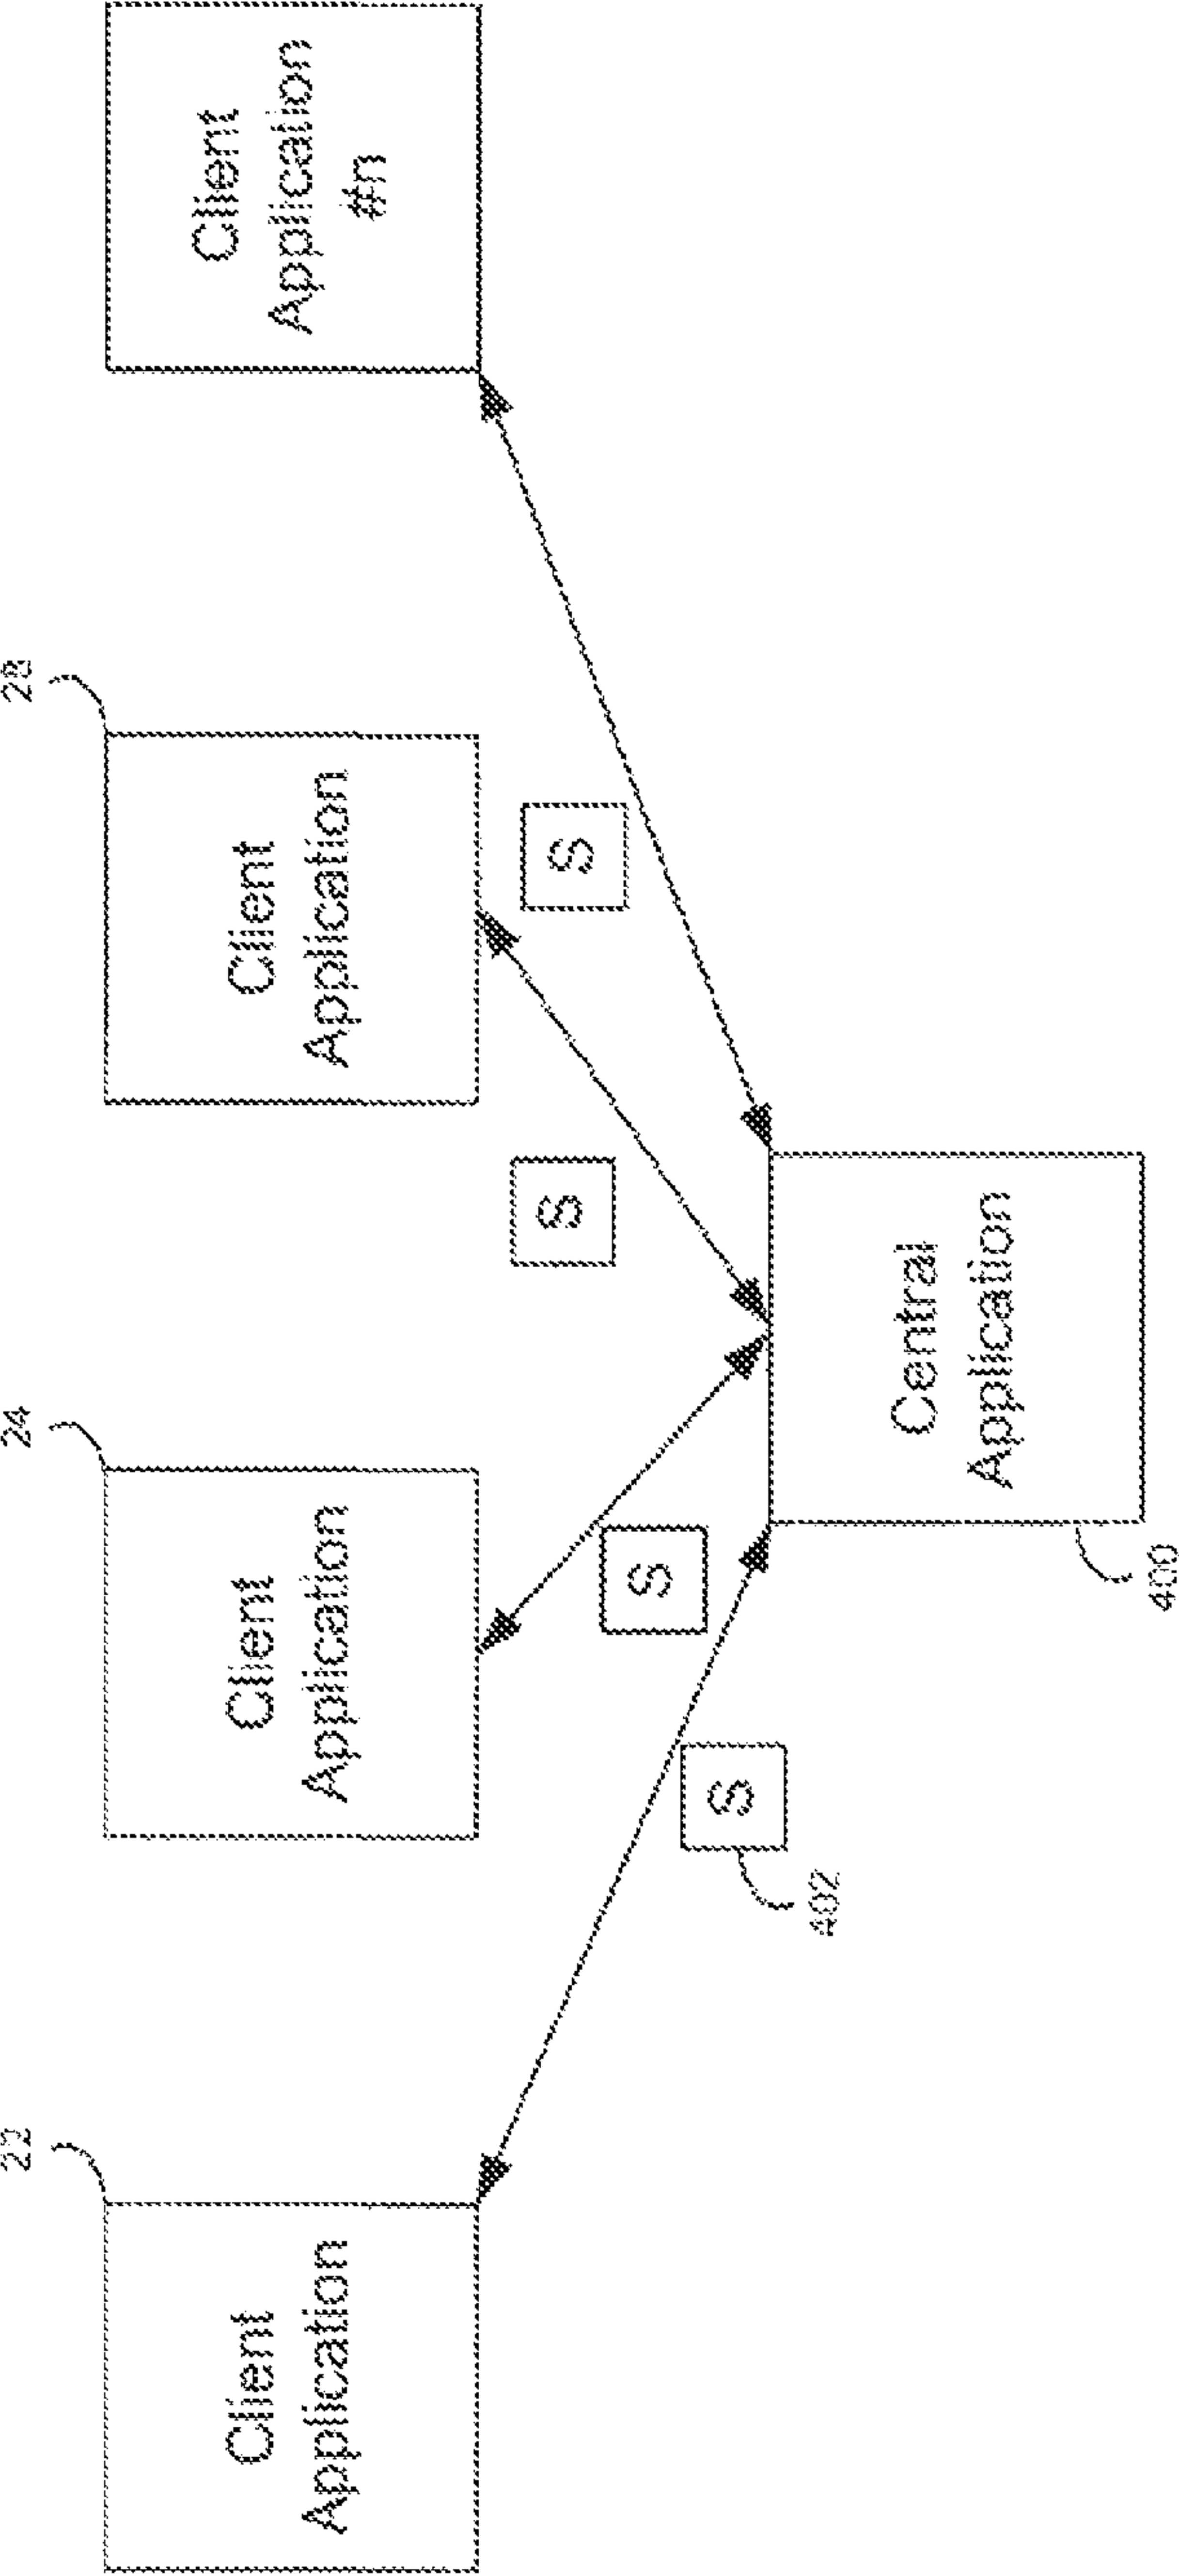 22
24
28
Client
Application
Client
Application
Client
Application
Client
Application
#n
S
S
S
S
402
Central
Application
400